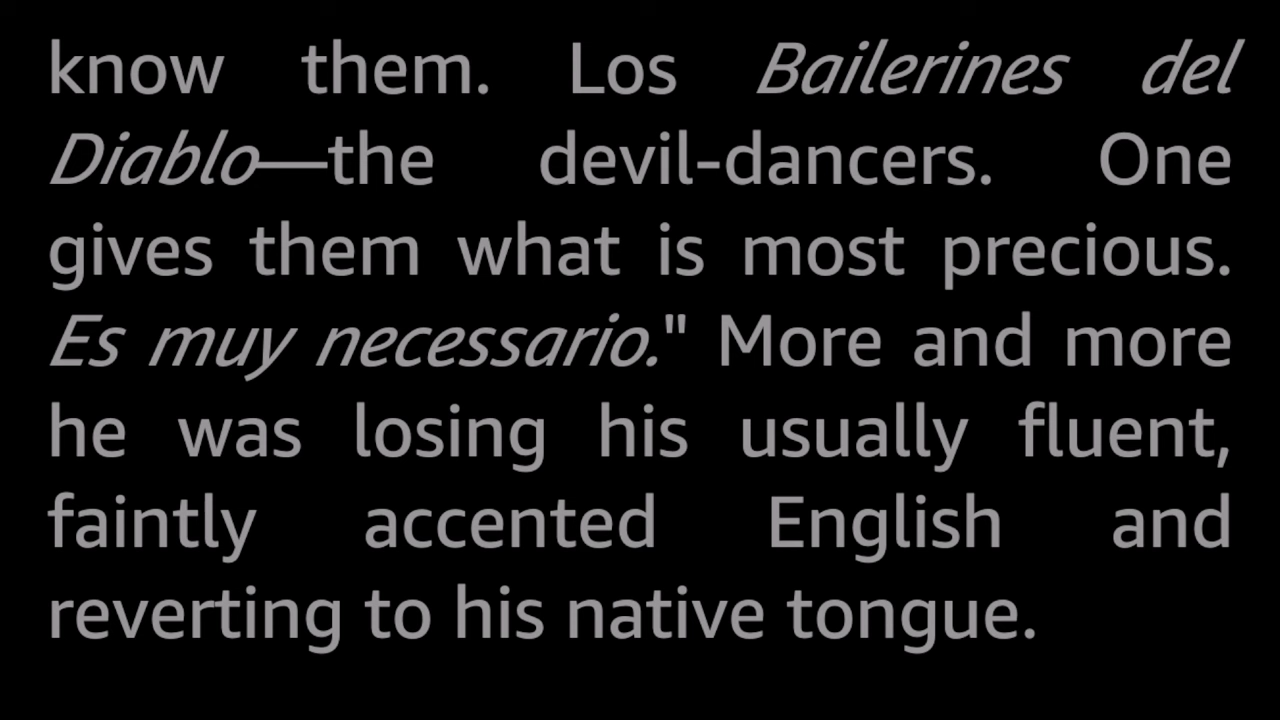 know them. Los Bailerines del
Diablo—the devil-dancers. One
gives them what is most precious.
Es muy necessario." More and more
he was losing his usually fluent,
faintly accented English and
reverting to his native tongue.